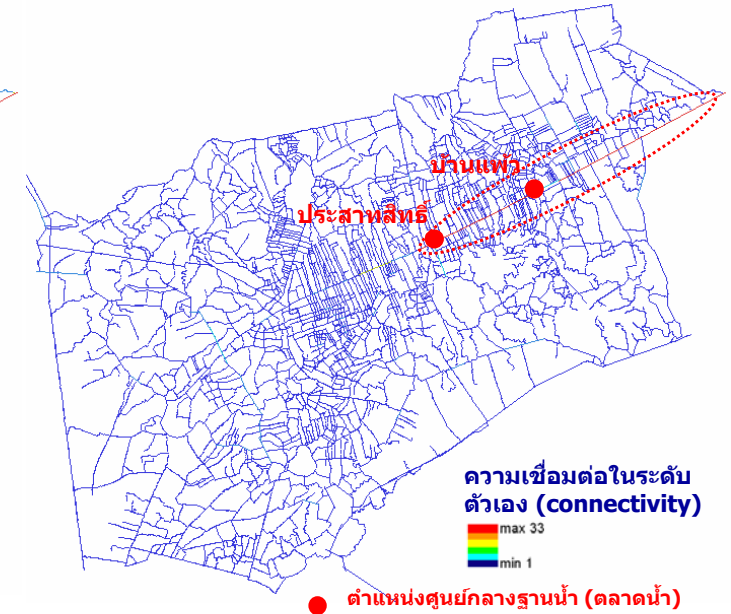 บ้านแพ้ว
ประสาทสิทธิ์
ความเชื่อมต่อในระดับ
ตัวเอง (connectivity)
max 33
min 1
ตำแหน่งศูนย์กลางฐานน้ำ (ตลาดน้ำ)